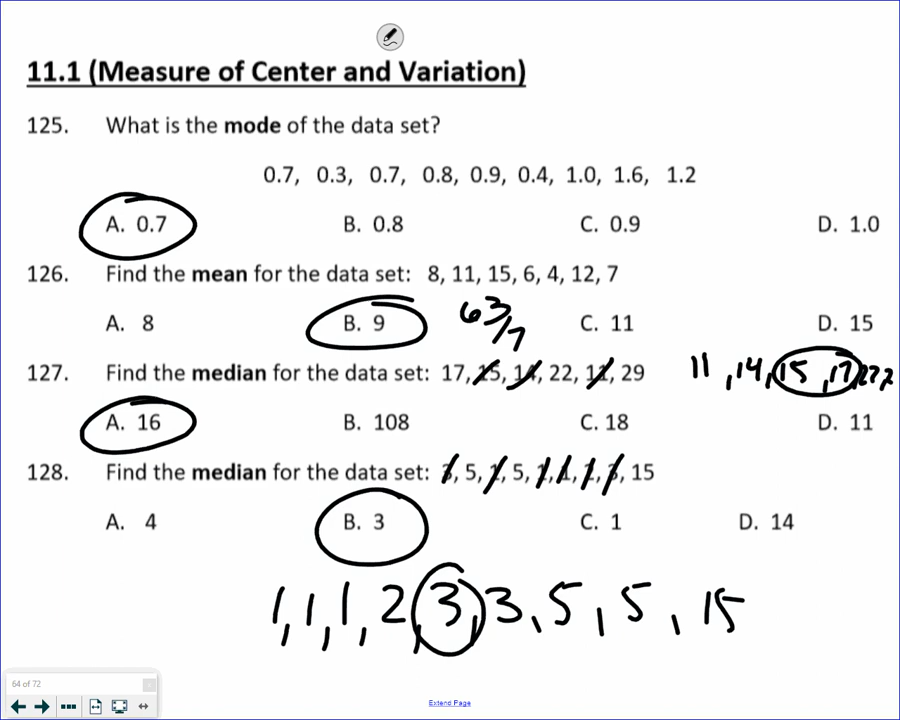 11.1 (Measure of Center and Variation)
125. What is the mode of the data set?
0.7, 0.3, 0.7, 0.8, 0.9, 0.4, 1.0, 1.6, 1.2
A. 0.7 B. 0.8 C. 0.9 D. 1.0
126. Find the mean for the data set: 8, 11, 15, 6, 4, 12, 7
A. 8 B. 9 63/7 C. 11 D. 15
127. Find the median for the data set: 17, 15, 14, 22, 11, 29 11, 14, 15, 17, 22,
A. 16 B. 108 C. 18 D. 11
128. Find the median for the data set: 3, 5, 1, 5, 1, 1, 2, 3, 15
A. 4 B. 3 C. 1 D. 14
1, 1, 1, 2, 3, 3, 5, 5, 15
64 of 72
Extend Page